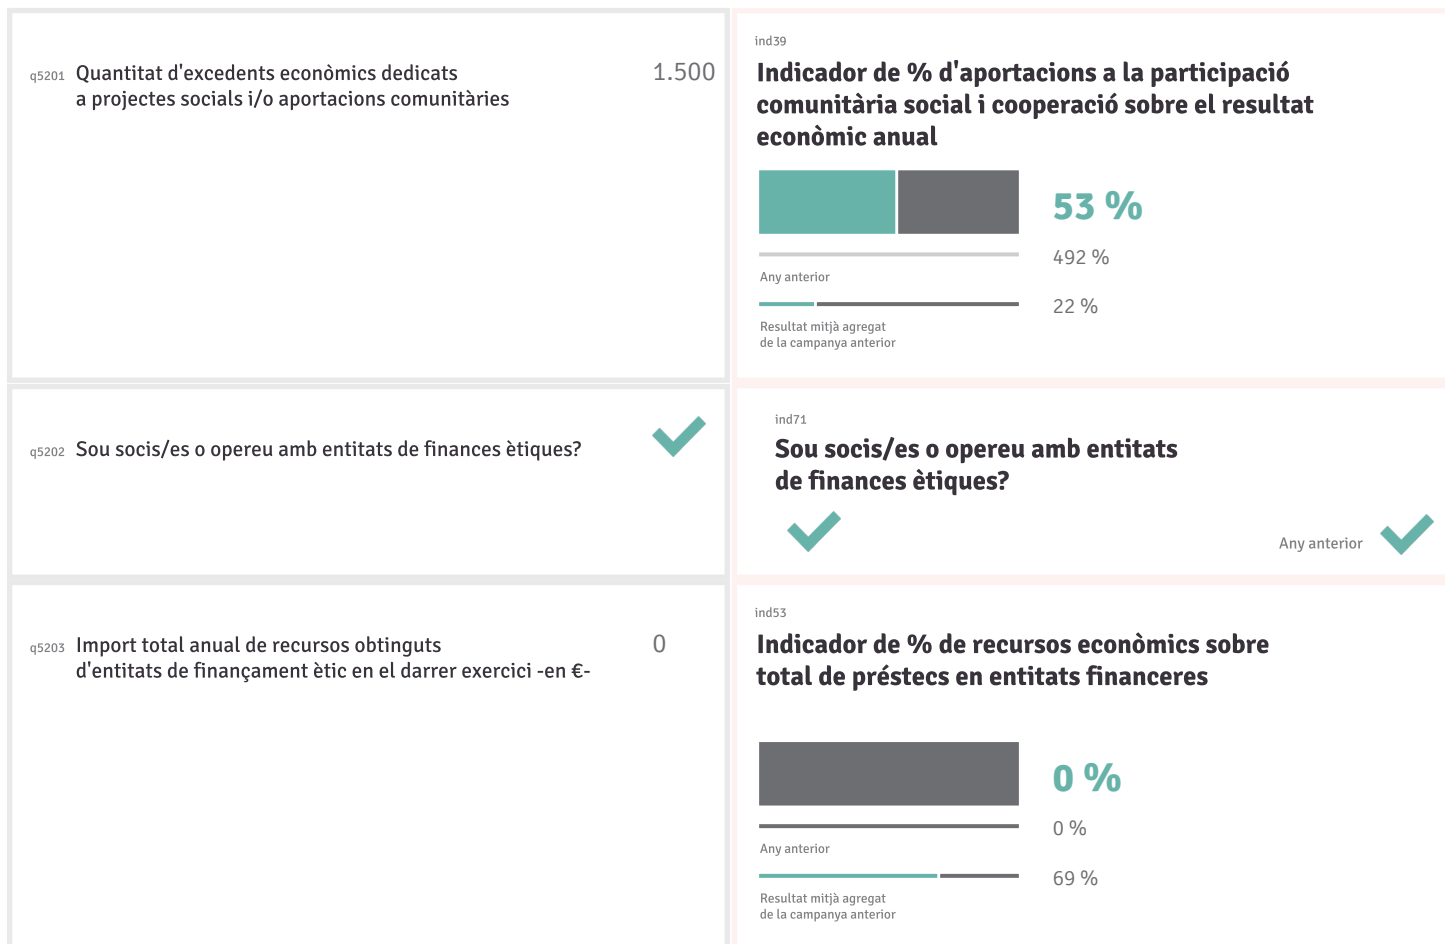 q5201 Quantitat d'excedents econòmics dedicats 1.500
a projectes socials i/o aportacions comunitàries
ind39
Indicador de % d'aportacions a la participació
comunitària social i cooperació sobre el resultat
econòmic anual
53 %
492 %
Any anterior
22 %
Resultat mitjà agregat
de la campanya anterior
q5202 Sou socis/es o opereu amb entitats de finances ètiques?
ind71
Sou socis/es o opereu amb entitats
de finances ètiques?
Any anterior
q5203 Import total anual de recursos obtinguts 0
d'entitats de finançament ètic en el darrer exercici -en €-
ind53
Indicador de % de recursos econòmics sobre
total de préstecs en entitats financeres
0 %
0 %
Any anterior
69 %
Resultat mitjà agregat
de la campanya anterior